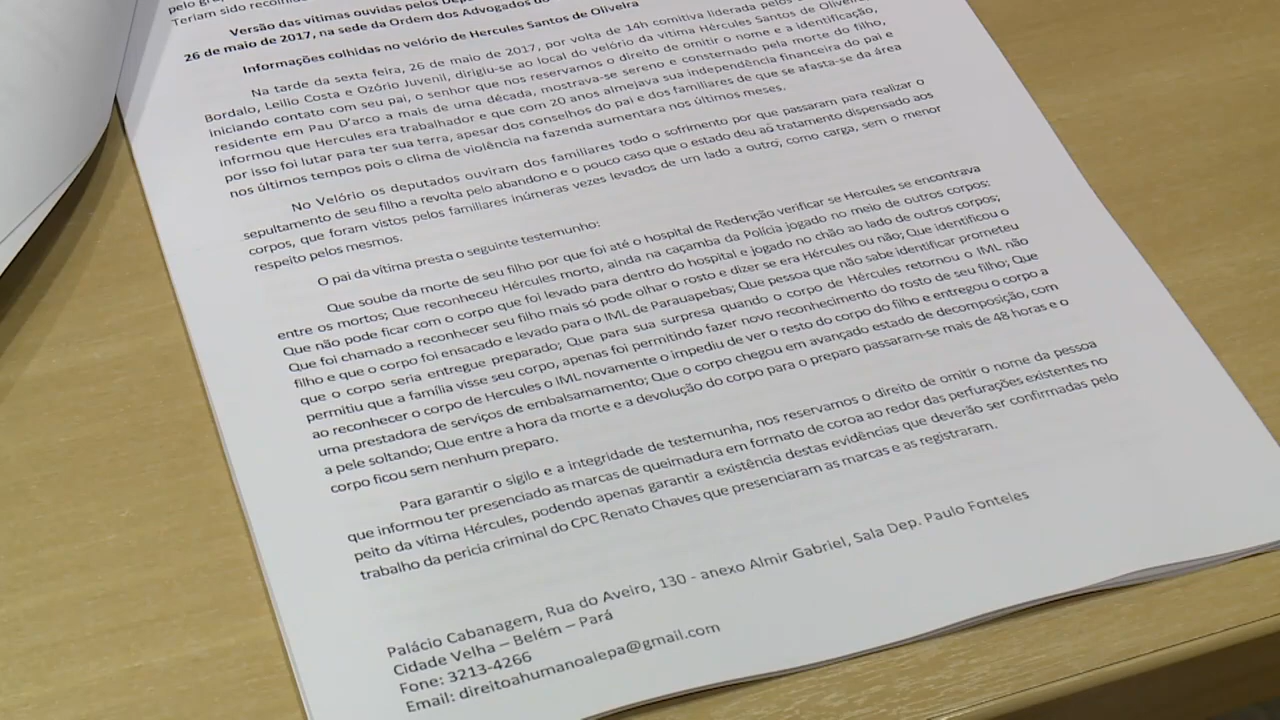 pelo
Teriam sido recolhid
Versão das vítimas ouvidas pelos De
26 de maio de 2017, na sede da Ordem dos Advogados do
Informações colhidas no velório de Hercules Santos de Oliveira
Na tarde da sexta feira, 26 de maio de 2017, por volta de 14h comitiva liderada pelos
Bordalo, Leílio Costa e Ozório Juvenil, dirigiu-se ao local do velório da vítima Hércules Santos de Oliveira,
iniciando contato com seu pai, o senhor que nos reservamos o direito de omitir o nome e a identificação,
residente em Pau D'arco a mais de uma década, mostrava-se sereno e consternado pela morte do filho,
informou que Hercules era trabalhador e que com 20 anos almejava sua independência financeira do pai e
por isso foi lutar para ter sua terra, apesar dos conselhos do pai e dos familiares de que se afasta-se da área
nos últimos tempos pois o clima de violência na fazenda aumentara nos últimos meses.
No Velório os deputados ouviram dos familiares todo o sofrimento por que passaram para realizar o
sepultamento de seu filho a revolta pelo abandono e o pouco caso que o estado deu aõ tratamento dispensado aos
corpos, que foram vistos pelos familiares inúmeras vezes levados de um lado a outro, como carga, sem o menor
respeito pelos mesmos.
O pai da vítima presta o seguinte testemunho:
Que soube da morte de seu filho por que foi até o hospital de Redenção verificar se Hercules se encontrava
entre os mortos; Que reconheceu Hércules morto, ainda na caçamba da Polícia jogado no meio de outros corpos;
Que não pode ficar com o corpo que foi levado para dentro do hospital e jogado no chão ao lado de outros corpos;
Que foi chamado a reconhecer seu filho mais só pode olhar o rosto e dizer se era Hércules ou não; Que identificou o
filho e que o corpo foi ensacado e levado para o IML de Parauapebas; Que pessoa que não sabe identificar prometeu
que o corpo seria entregue preparado; Que para sua surpresa quando o corpo de Hércules retornou o IML não
permitiu que a família visse seu corpo, apenas foi permitindo fazer novo reconhecimento do rosto de seu filho; Que
ao reconhecer o corpo de Hercules o IML novamente o impediu de ver o resto do corpo do filho e entregou o corpo a
uma prestadora de serviços de embalsamamento; Que o corpo chegou em avançado estado de decomposição, com
a pele soltando; Que entre a hora da morte e a devolução do corpo para o preparo passaram-se mais de 48 horas e o
corpo ficou sem nenhum preparo.
Para garantir o sigilo e a integridade de testemunha, nos reservamos o direito de omitir o nome da pessoa
que informou ter presenciado as marcas de queimadura em formato de coroa ao redor das perfurações existentes no
peito da vítima Hércules, podendo apenas garantir a existência destas evidências que deverão ser confirmadas pelo
trabalho da pericia criminal do CPC Renato Chaves que presenciaram as marcas e as registraram.
Palácio Cabanagem, Rua do Aveiro, 130 - anexo Almir Gabriel, Sala Dep. Paulo Fonteles
Cidade Velha – Belém – Pará
Fone: 3213-4266
Email: direitoahumanoalepa@gmail.com